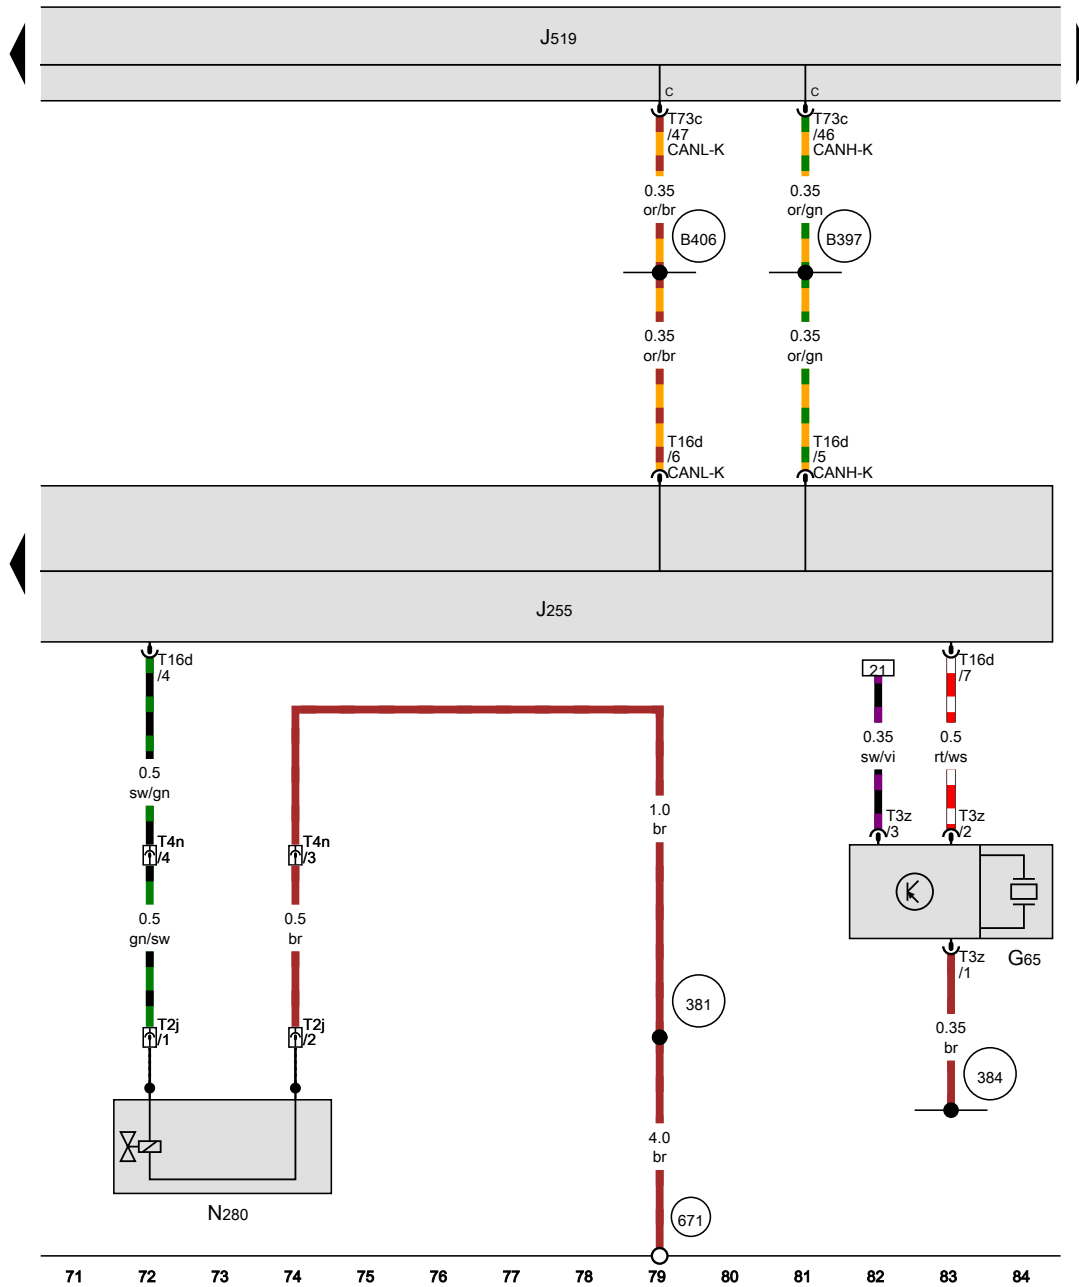 J519
c
c
T73c
/47
CANL-K
T73c
/46
CANH-K
0.35
or/br
0.35
or/gn
B406
B397
0.35
or/br
0.35
or/gn
T16d
/6
CANL-K
T16d
/5
CANH-K
J255
T16d
/4
21
T16d
/7
0.35
sw/vi
0.5
rt/ws
0.5
sw/gn
1.0
br
T3z
/3
T3z
/2
T4n
/4
T4n
/3
0.5
gn/sw
0.5
br
T3z
/1
G65
381
T2j
/1
T2j
/2
0.35
br
384
4.0
br
N280
671
71 72 73 74 75 76 77 78 79 80 81 82 83 84